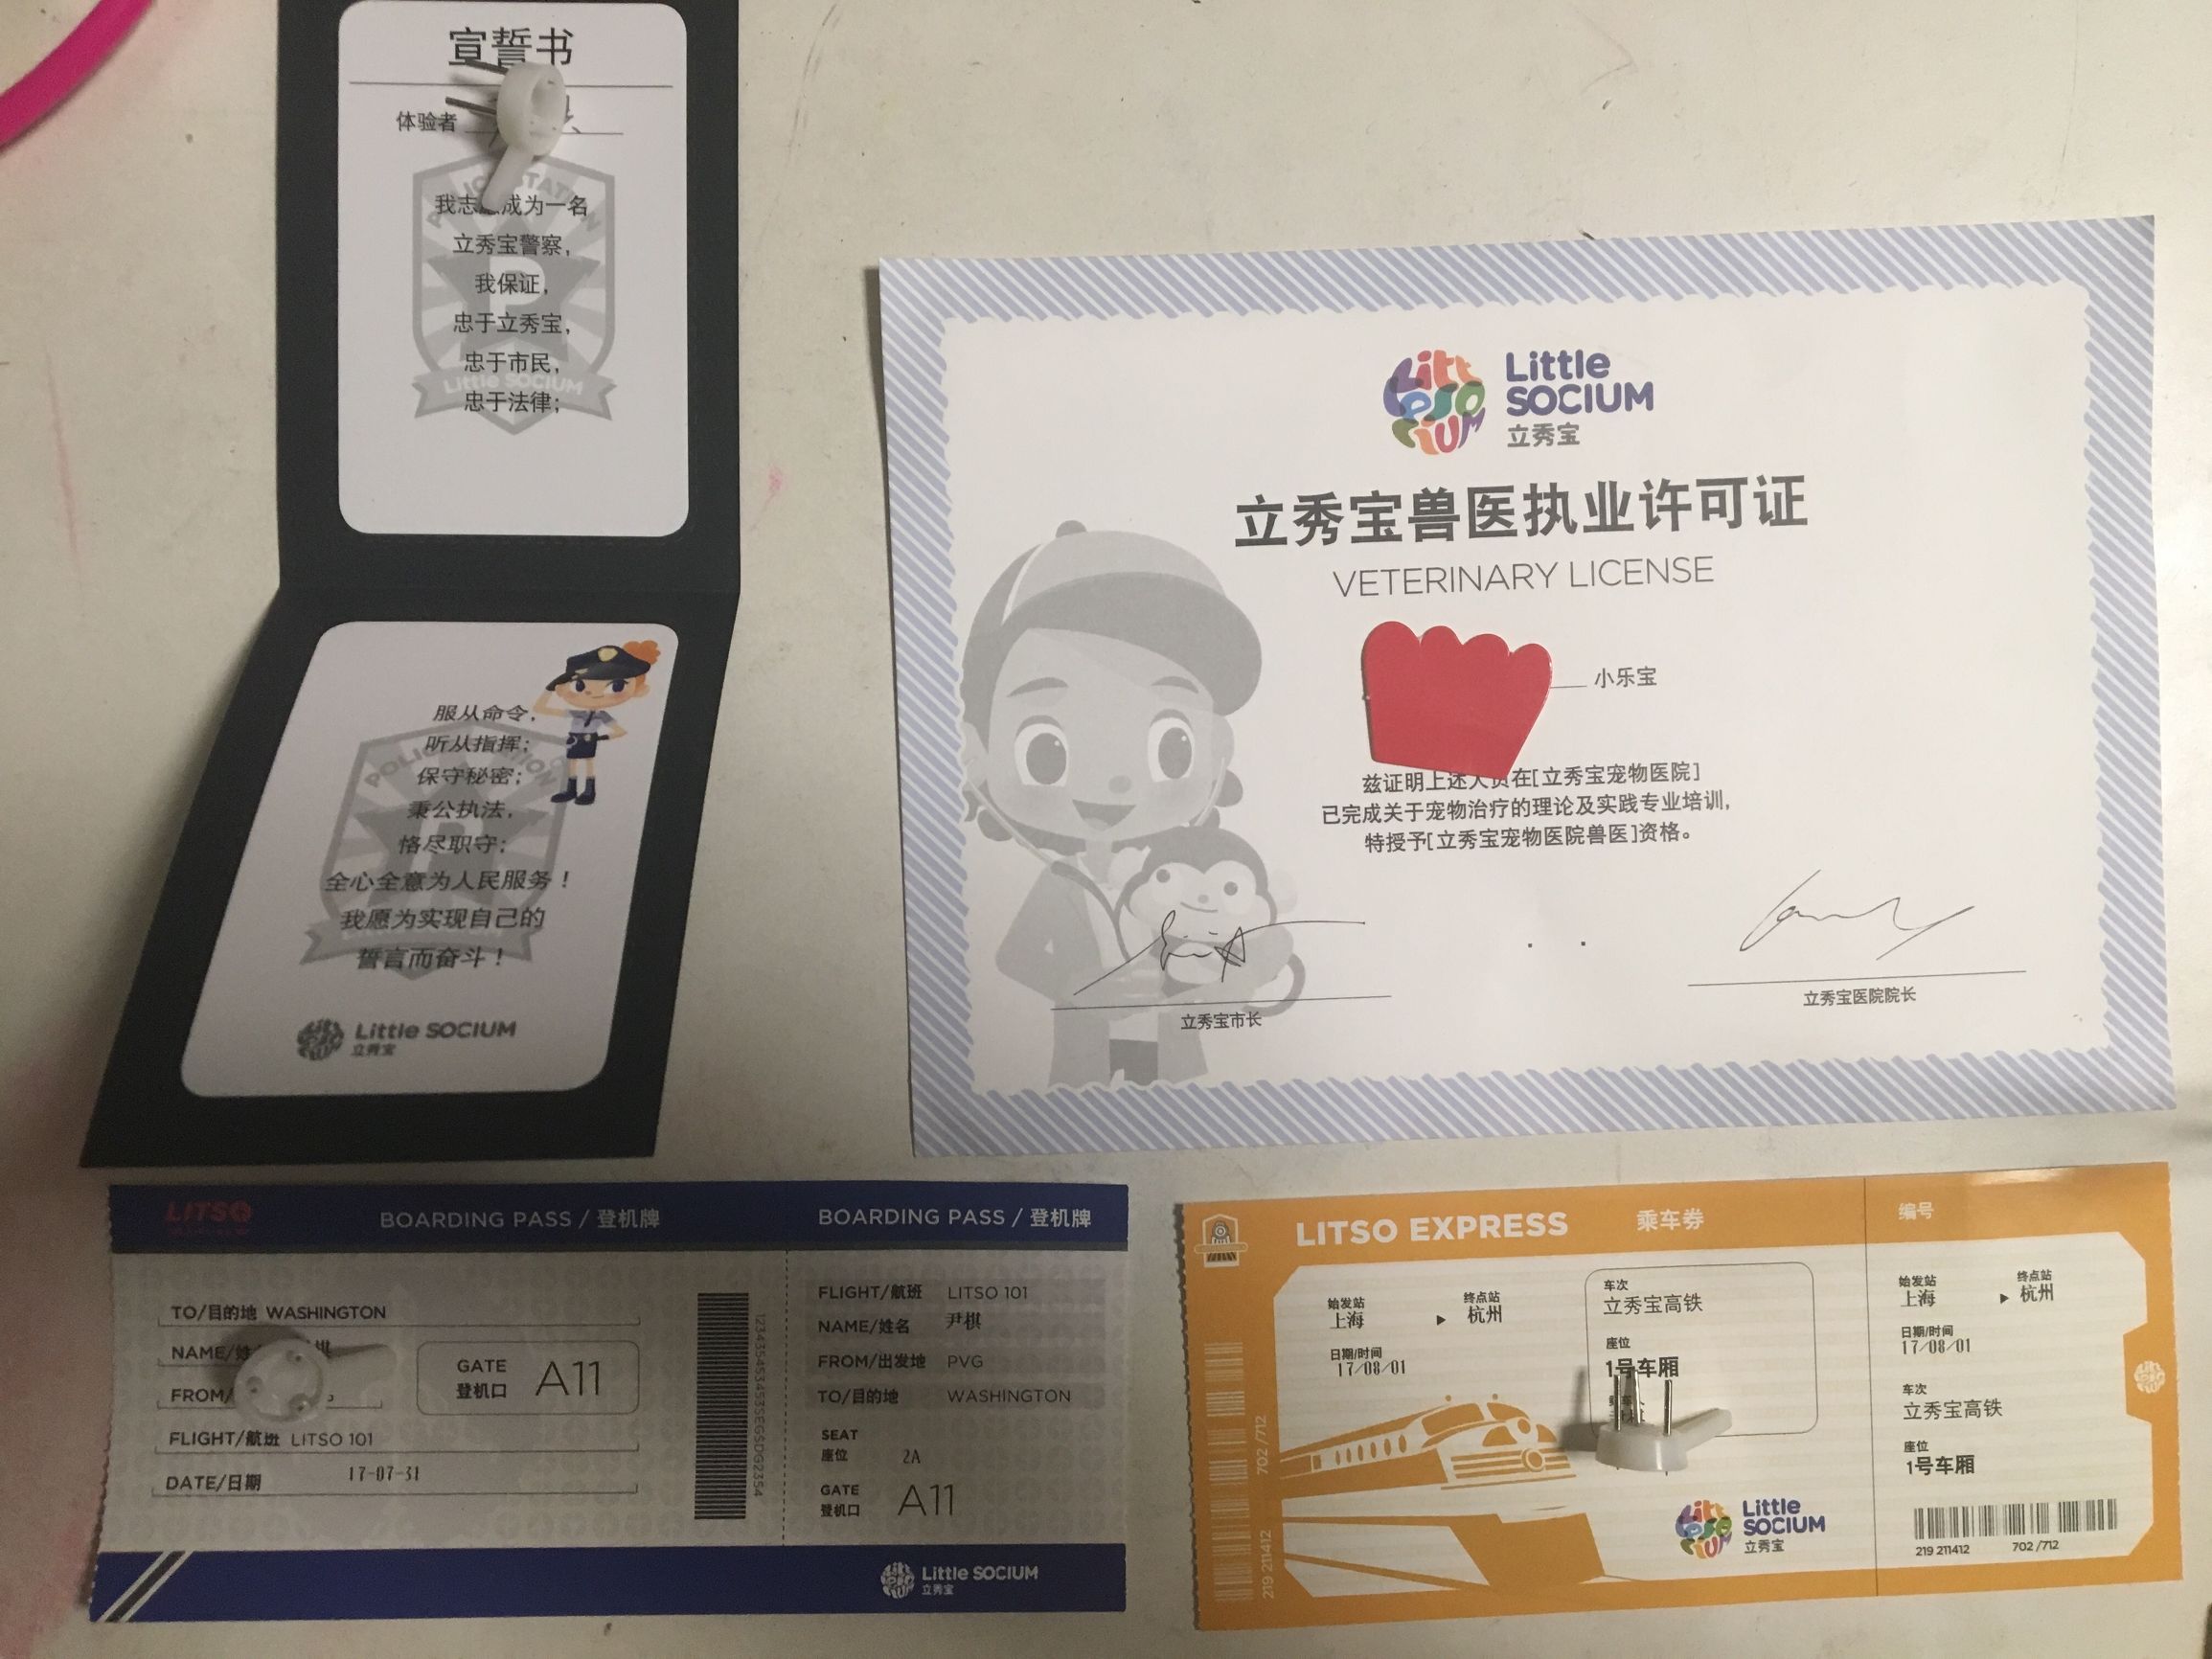 宣誓书
体验者
POLICE STATION
我志 成为一名
立秀宝警察，
我保证，
忠于立秀宝，
忠于市民，
Little SOCIUM
忠于法律；
服从命令，
听从指挥；
POLICE STATION
保守秘密；
秉公执法，
恪尽职守；
全心全意为人民服务！
我愿为实现自己的
誓言而奋斗！
Little SOCIUM
立秀宝
Little
SOCIUM
立秀宝
立秀宝兽医执业许可证
VETERINARY LICENSE
小乐宝
兹证明上述人员在[立秀宝宠物医院]
已完成关于宠物治疗的理论及实践专业培训，
特授予[立秀宝宠物医院兽医]资格。
立秀宝市长
立秀宝医院院长
LITSO
BOARDING PASS / 登机牌
TO/目的地 WASHINGTON
NAME/姓 棋
FROM/
FLIGHT/航班 LITSO 101
DATE/日期 17-07-31
GATE
登机口 A11
BOARDING PASS / 登机牌
FLIGHT/航班 LITSO 101
NAME/姓名 尹棋
FROM/出发地 PVG
TO/目的地 WASHINGTON
SEAT
座位 2A
GATE
登机口 A11
Little SOCIUM
立秀宝
LITSO EXPRESS 乘车券
始发站 终点站
上海 ▶ 杭州
日期/时间
17/08/01
车次
立秀宝高铁
座位
1号车厢
219 211412 702 /712
Little
SOCIUM
立秀宝
编号
始发站 终点站
上海 ▶ 杭州
日期/时间
17/08/01
车次
立秀宝高铁
座位
1号车厢
219 211412 702 /712